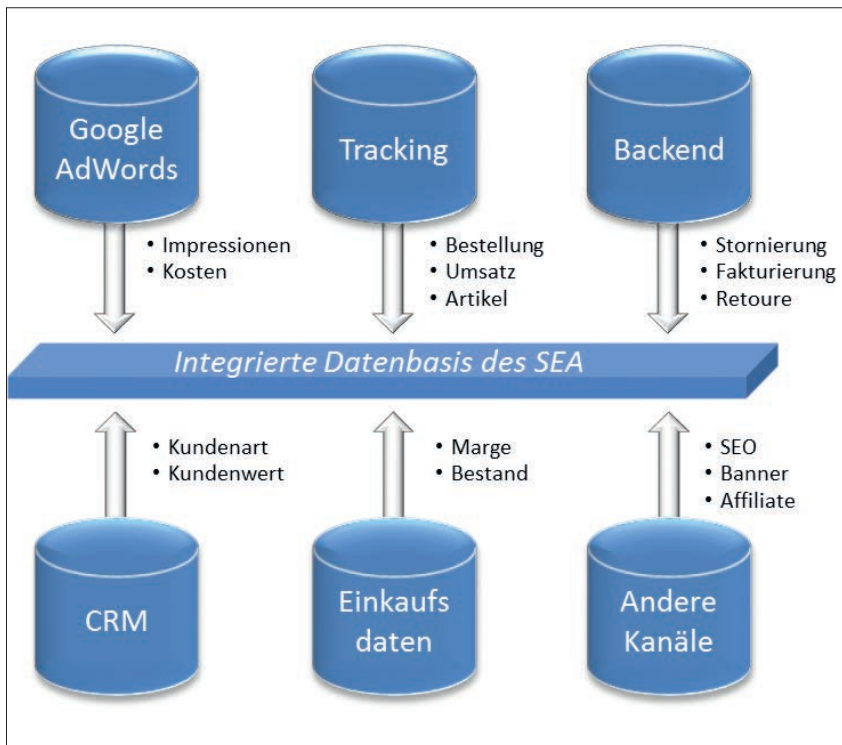 Google
AdWords
Tracking
Backend
• Impressionen
• Kosten
• Bestellung
• Umsatz
• Artikel
• Stornierung
• Fakturierung
• Retoure
Integrierte Datenbasis des SEA
• Kundenart
• Kundenwert
• Marge
• Bestand
• SEO
• Banner
• Affiliate
CRM
Einkaufs
daten
Andere
Kanäle